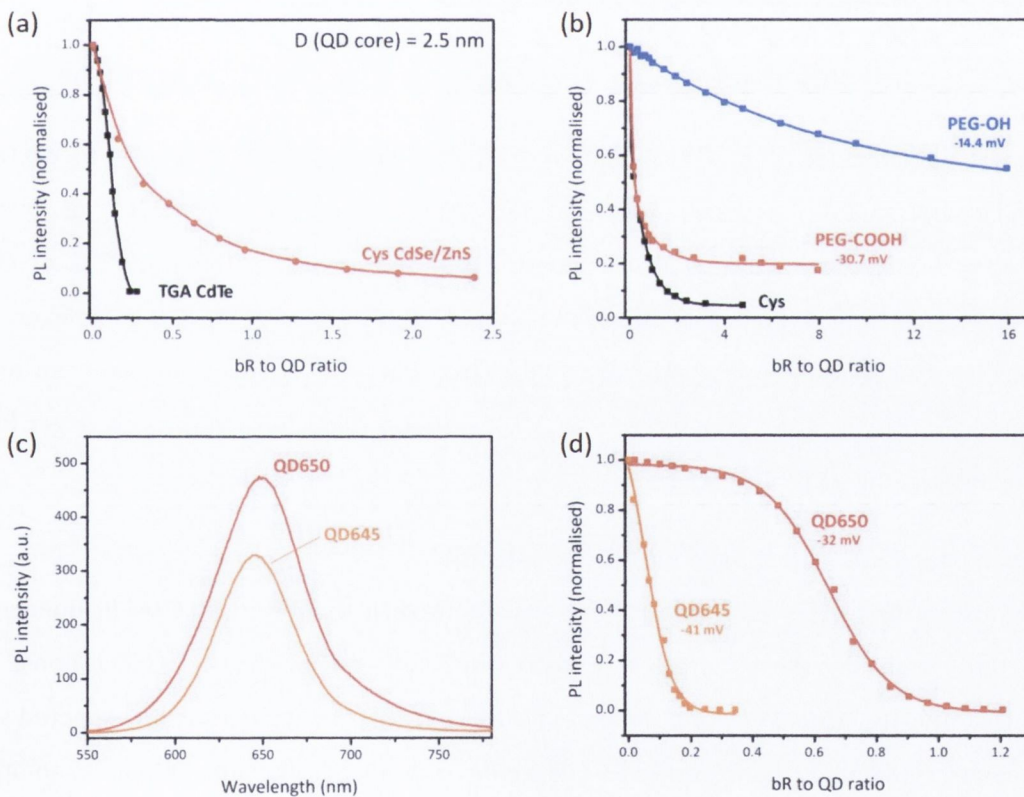 (a)
D (QD core) = 2.5 nm
PL intensity (normalised)
1.0
0.8
0.6
0.4
0.2
0.0
Cys CdSe/ZnS
TGA CdTe
0.0 0.5 1.0 1.5 2.0 2.5
bR to QD ratio
(b)
PL intensity (normalised)
1.0
0.8
0.6
0.4
0.2
0.0
PEG-OH
-14.4 mV
PEG-COOH
-30.7 mV
Cys
0 4 8 12 16
bR to QD ratio
(c)
PL intensity (a.u.)
500
400
300
200
100
0
QD650
QD645
550 600 650 700 750
Wavelength (nm)
(d)
PL intensity (normalised)
1.0
0.8
0.6
0.4
0.2
0.0
QD650
-32 mV
QD645
-41 mV
0.0 0.2 0.4 0.6 0.8 1.0 1.2
bR to QD ratio